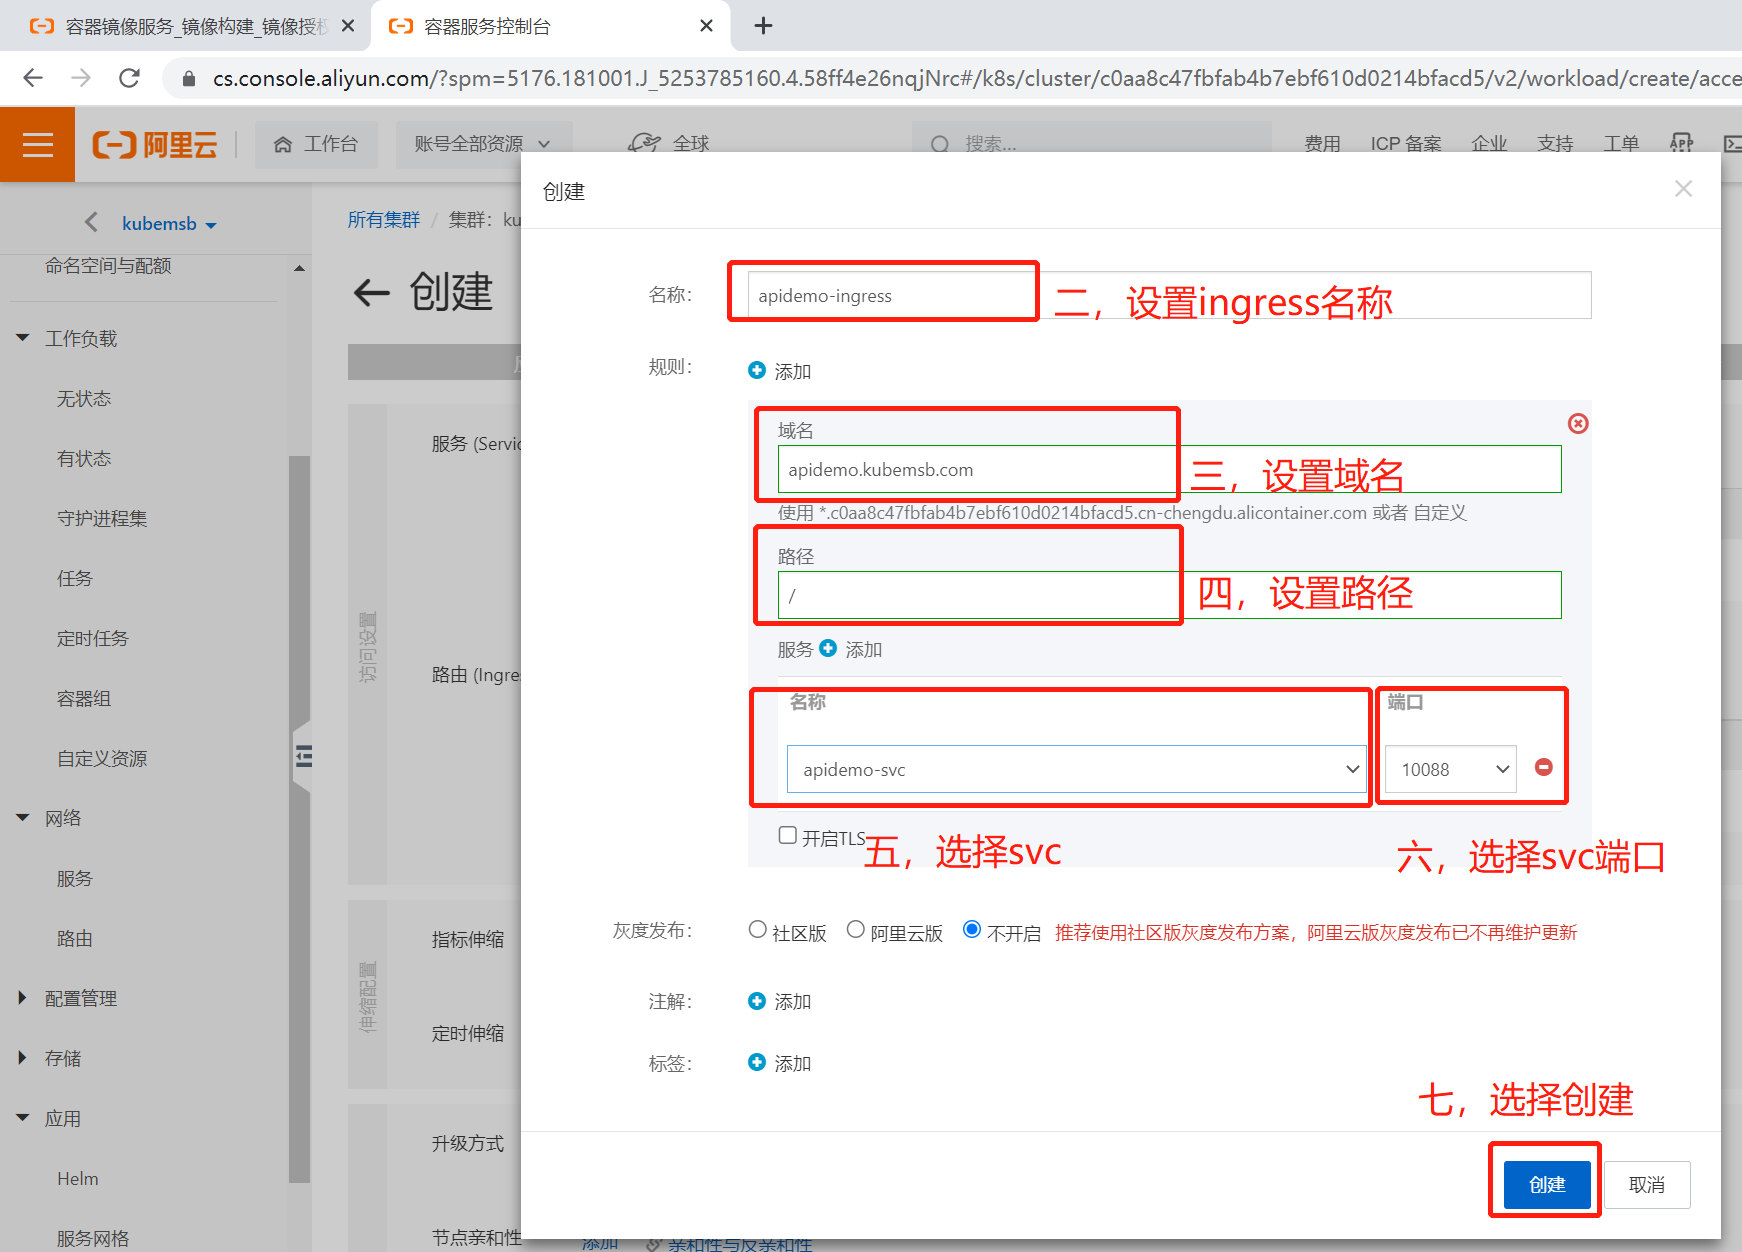 容器镜像服务_镜像构建_镜像授权
容器服务控制台
cs.console.aliyun.com/?spm=5176.181001.J_5253785160.4.58ff4e26nqjNrc#/k8s/cluster/c0aa8c47fbfab4b7ebf610d0214bfacd5/v2/workload/create/acce
阿里云
工作台
账号全部资源
全球
搜索...
费用
ICP 备案
企业
支持
工单
APP
kubemsb
命名空间与配额
工作负载
无状态
有状态
守护进程集
任务
定时任务
容器组
自定义资源
网络
服务
路由
配置管理
存储
应用
Helm
服务网格
所有集群 / 集群：ku
创建
服务 (Servic
访问设置
路由 (Ingre
指标伸缩
伸缩配置
定时伸缩
升级方式
节点亲和性
添加
亲和性与反亲和性
创建
名称：
apidemo-ingress
二，设置ingress名称
规则：
添加
域名
apidemo.kubemsb.com
三，设置域名
使用 *.c0aa8c47fbfab4b7ebf610d0214bfacd5.cn-chengdu.alicontainer.com 或者 自定义
路径
/
四，设置路径
服务 添加
名称
端口
apidemo-svc
10088
开启TLS
五，选择svc
六，选择svc端口
灰度发布：
社区版
阿里云版
不开启
推荐使用社区版灰度发布方案，阿里云版灰度发布已不再维护更新
注解：
添加
标签：
添加
七，选择创建
创建
取消